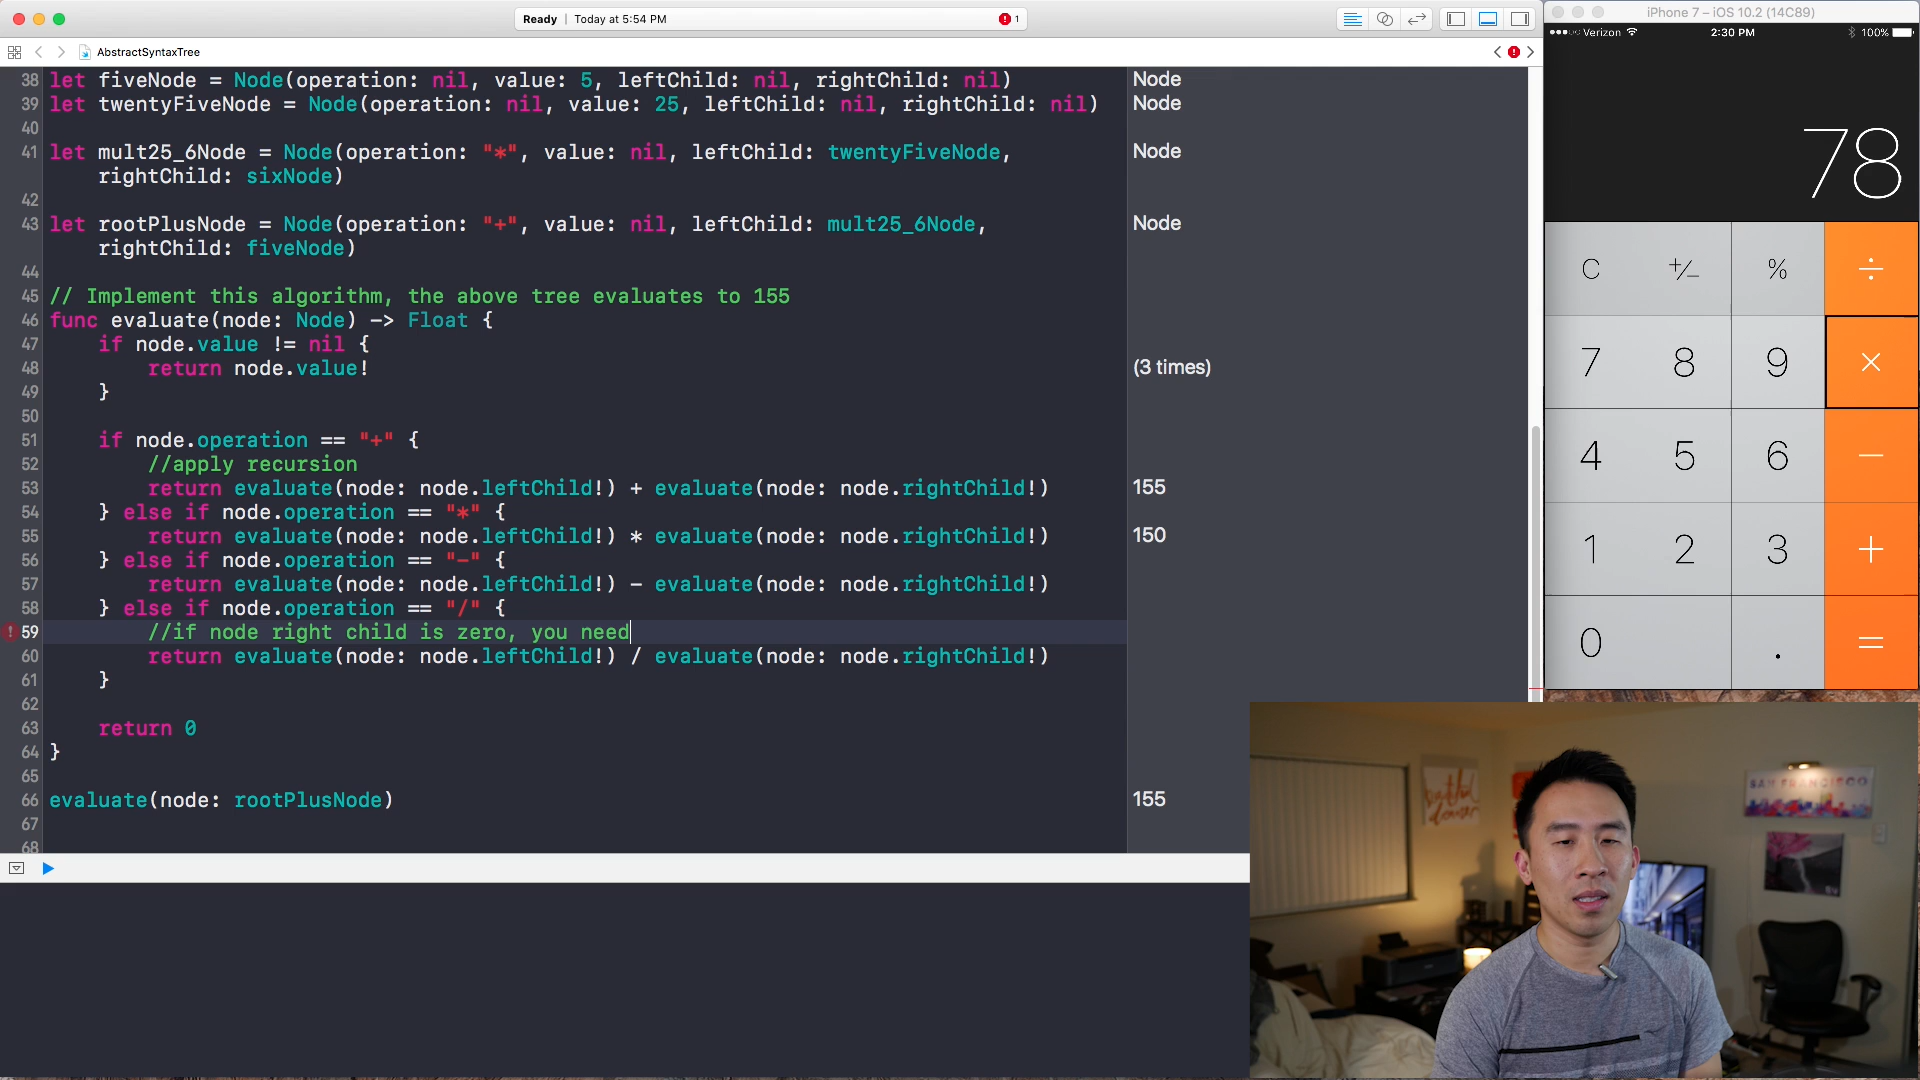 Ready | Today at 5:54 PM
1
iPhone 7 – iOS 10.2 (14C89)
Verizon
2:30 PM
100%
AbstractSyntaxTree
38 let fiveNode = Node(operation: nil, value: 5, leftChild: nil, rightChild: nil)
Node
39 let twentyFiveNode = Node(operation: nil, value: 25, leftChild: nil, rightChild: nil)
Node
40
41 let mult25_6Node = Node(operation: "*", value: nil, leftChild: twentyFiveNode,
rightChild: sixNode)
Node
42
43 let rootPlusNode = Node(operation: "+", value: nil, leftChild: mult25_6Node,
rightChild: fiveNode)
Node
44
45 // Implement this algorithm, the above tree evaluates to 155
46 func evaluate(node: Node) -> Float {
47 if node.value != nil {
48 return node.value!
(3 times)
49 }
50
51 if node.operation == "+" {
52 //apply recursion
53 return evaluate(node: node.leftChild!) + evaluate(node: node.rightChild!)
155
54 } else if node.operation == "*" {
55 return evaluate(node: node.leftChild!) * evaluate(node: node.rightChild!)
150
56 } else if node.operation == "-" {
57 return evaluate(node: node.leftChild!) - evaluate(node: node.rightChild!)
58 } else if node.operation == "/" {
59 //if node right child is zero, you need
60 return evaluate(node: node.leftChild!) / evaluate(node: node.rightChild!)
61 }
62
63 return 0
64 }
65
66 evaluate(node: rootPlusNode)
155
67
68
78
C +/− % ÷
7 8 9 ×
4 5 6 −
1 2 3 +
0 . =
SAN FRANCISCO